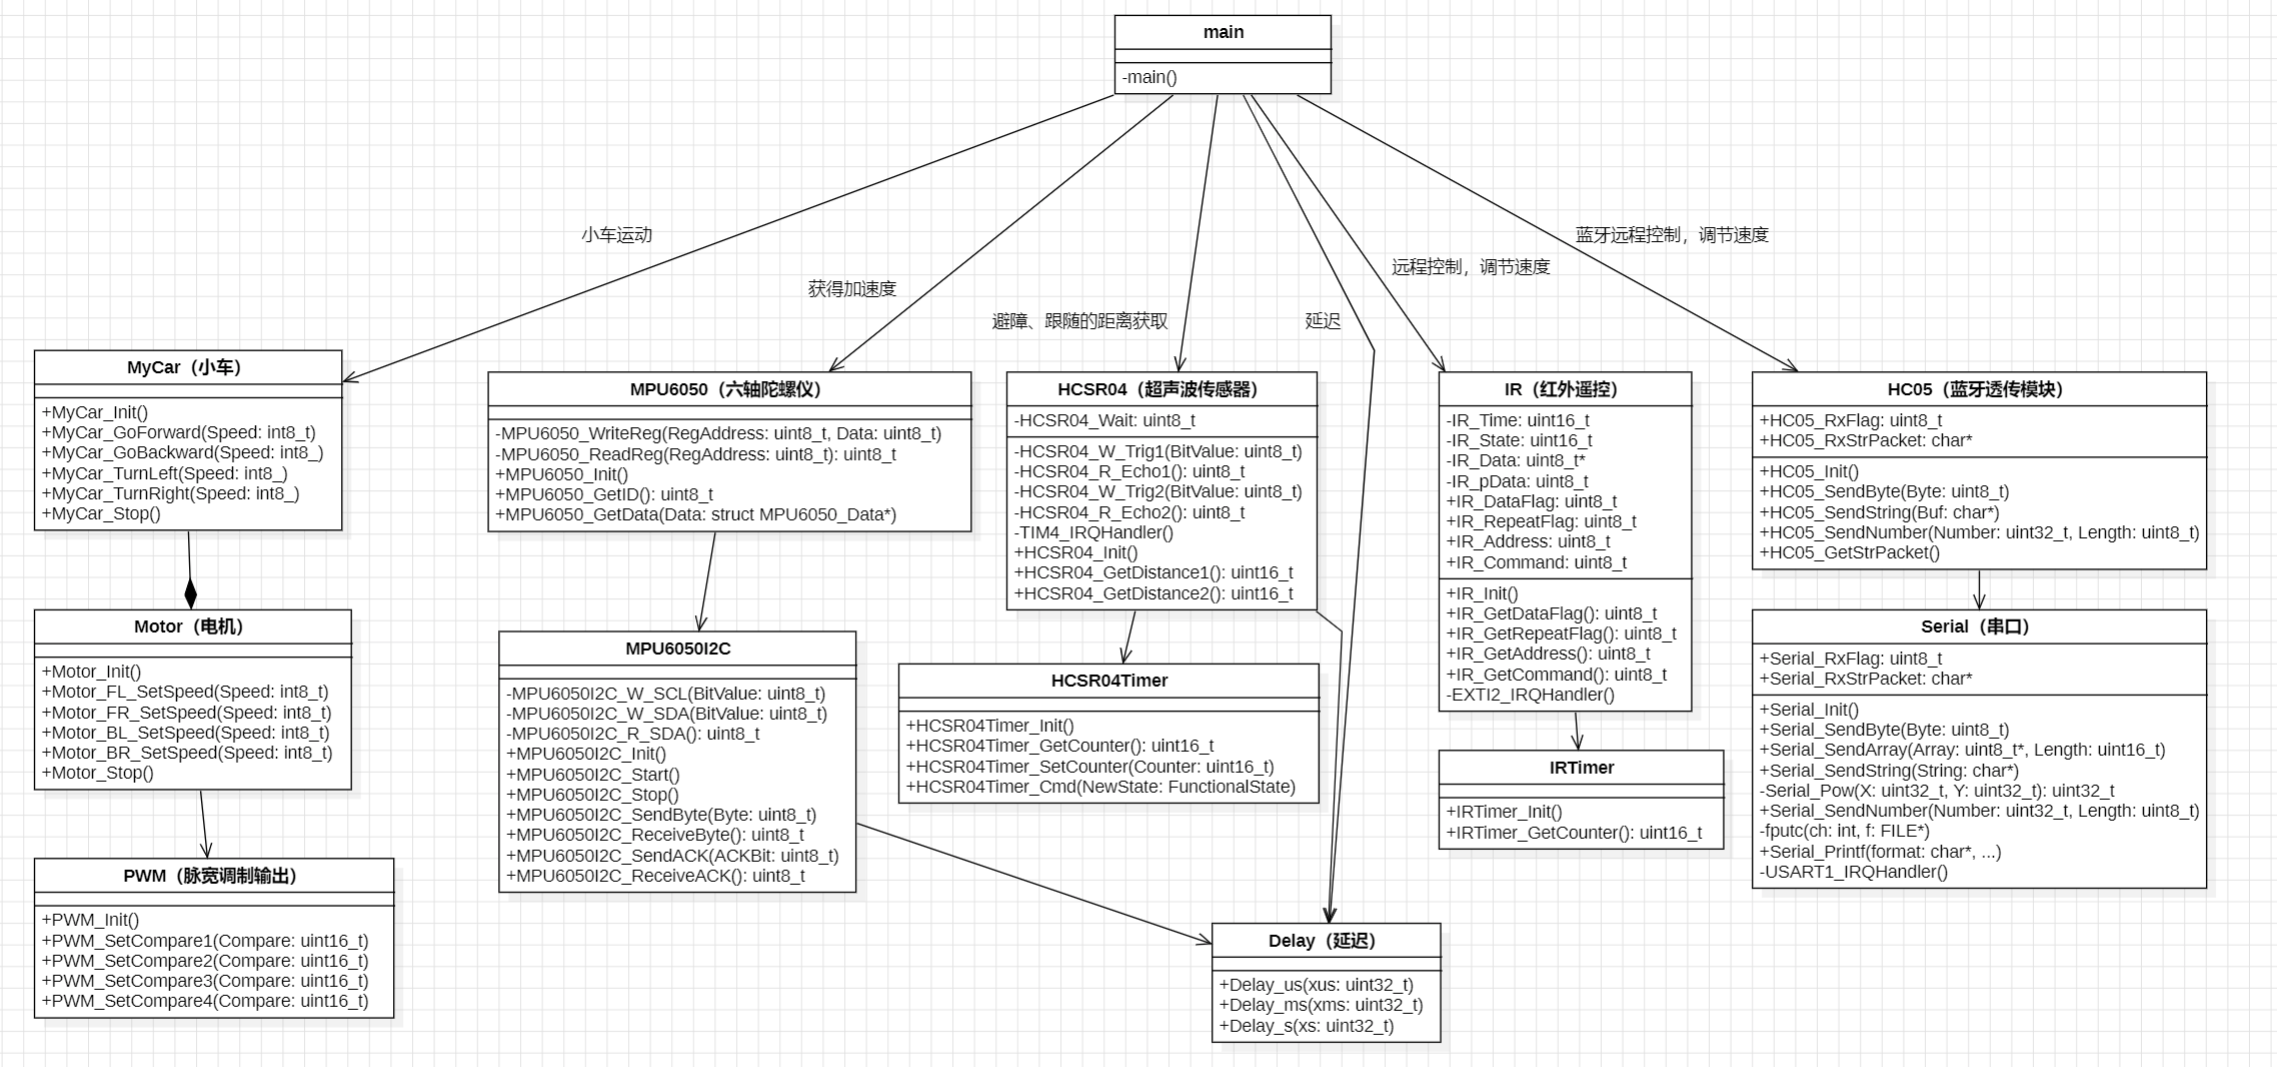 main
-main()
小车运动
获得加速度
避障、跟随的距离获取
延迟
远程控制，调节速度
蓝牙远程控制，调节速度
MyCar（小车）
+MyCar_Init()
+MyCar_GoForward(Speed: int8_t)
+MyCar_GoBackward(Speed: int8_)
+MyCar_TurnLeft(Speed: int8_)
+MyCar_TurnRight(Speed: int8_)
+MyCar_Stop()
Motor（电机）
+Motor_Init()
+Motor_FL_SetSpeed(Speed: int8_t)
+Motor_FR_SetSpeed(Speed: int8_t)
+Motor_BL_SetSpeed(Speed: int8_t)
+Motor_BR_SetSpeed(Speed: int8_t)
+Motor_Stop()
PWM（脉宽调制输出）
+PWM_Init()
+PWM_SetCompare1(Compare: uint16_t)
+PWM_SetCompare2(Compare: uint16_t)
+PWM_SetCompare3(Compare: uint16_t)
+PWM_SetCompare4(Compare: uint16_t)
MPU6050（六轴陀螺仪）
-MPU6050_WriteReg(RegAddress: uint8_t, Data: uint8_t)
-MPU6050_ReadReg(RegAddress: uint8_t): uint8_t
+MPU6050_Init()
+MPU6050_GetID(): uint8_t
+MPU6050_GetData(Data: struct MPU6050_Data*)
MPU6050I2C
-MPU6050I2C_W_SCL(BitValue: uint8_t)
-MPU6050I2C_W_SDA(BitValue: uint8_t)
-MPU6050I2C_R_SDA(): uint8_t
+MPU6050I2C_Init()
+MPU6050I2C_Start()
+MPU6050I2C_Stop()
+MPU6050I2C_SendByte(Byte: uint8_t)
+MPU6050I2C_ReceiveByte(): uint8_t
+MPU6050I2C_SendACK(ACKBit: uint8_t)
+MPU6050I2C_ReceiveACK(): uint8_t
HCSR04（超声波传感器）
-HCSR04_Wait: uint8_t
-HCSR04_W_Trig1(BitValue: uint8_t)
-HCSR04_R_Echo1(): uint8_t
-HCSR04_W_Trig2(BitValue: uint8_t)
-HCSR04_R_Echo2(): uint8_t
-TIM4_IRQHandler()
+HCSR04_Init()
+HCSR04_GetDistance1(): uint16_t
+HCSR04_GetDistance2(): uint16_t
HCSR04Timer
+HCSR04Timer_Init()
+HCSR04Timer_GetCounter(): uint16_t
+HCSR04Timer_SetCounter(Counter: uint16_t)
+HCSR04Timer_Cmd(NewState: FunctionalState)
Delay（延迟）
+Delay_us(xus: uint32_t)
+Delay_ms(xms: uint32_t)
+Delay_s(xs: uint32_t)
IR（红外遥控）
-IR_Time: uint16_t
-IR_State: uint16_t
-IR_Data: uint8_t*
-IR_pData: uint8_t
+IR_DataFlag: uint8_t
+IR_RepeatFlag: uint8_t
+IR_Address: uint8_t
+IR_Command: uint8_t
+IR_Init()
+IR_GetDataFlag(): uint8_t
+IR_GetRepeatFlag(): uint8_t
+IR_GetAddress(): uint8_t
+IR_GetCommand(): uint8_t
-EXTI2_IRQHandler()
IRTimer
+IRTimer_Init()
+IRTimer_GetCounter(): uint16_t
HC05（蓝牙透传模块）
+HC05_RxFlag: uint8_t
+HC05_RxStrPacket: char*
+HC05_Init()
+HC05_SendByte(Byte: uint8_t)
+HC05_SendString(Buf: char*)
+HC05_SendNumber(Number: uint32_t, Length: uint8_t)
+HC05_GetStrPacket()
Serial（串口）
+Serial_RxFlag: uint8_t
+Serial_RxStrPacket: char*
+Serial_Init()
+Serial_SendByte(Byte: uint8_t)
+Serial_SendArray(Array: uint8_t*, Length: uint16_t)
+Serial_SendString(String: char*)
-Serial_Pow(X: uint32_t, Y: uint32_t): uint32_t
+Serial_SendNumber(Number: uint32_t, Length: uint8_t)
-fputc(ch: int, f: FILE*)
+Serial_Printf(format: char*, ...)
-USART1_IRQHandler()